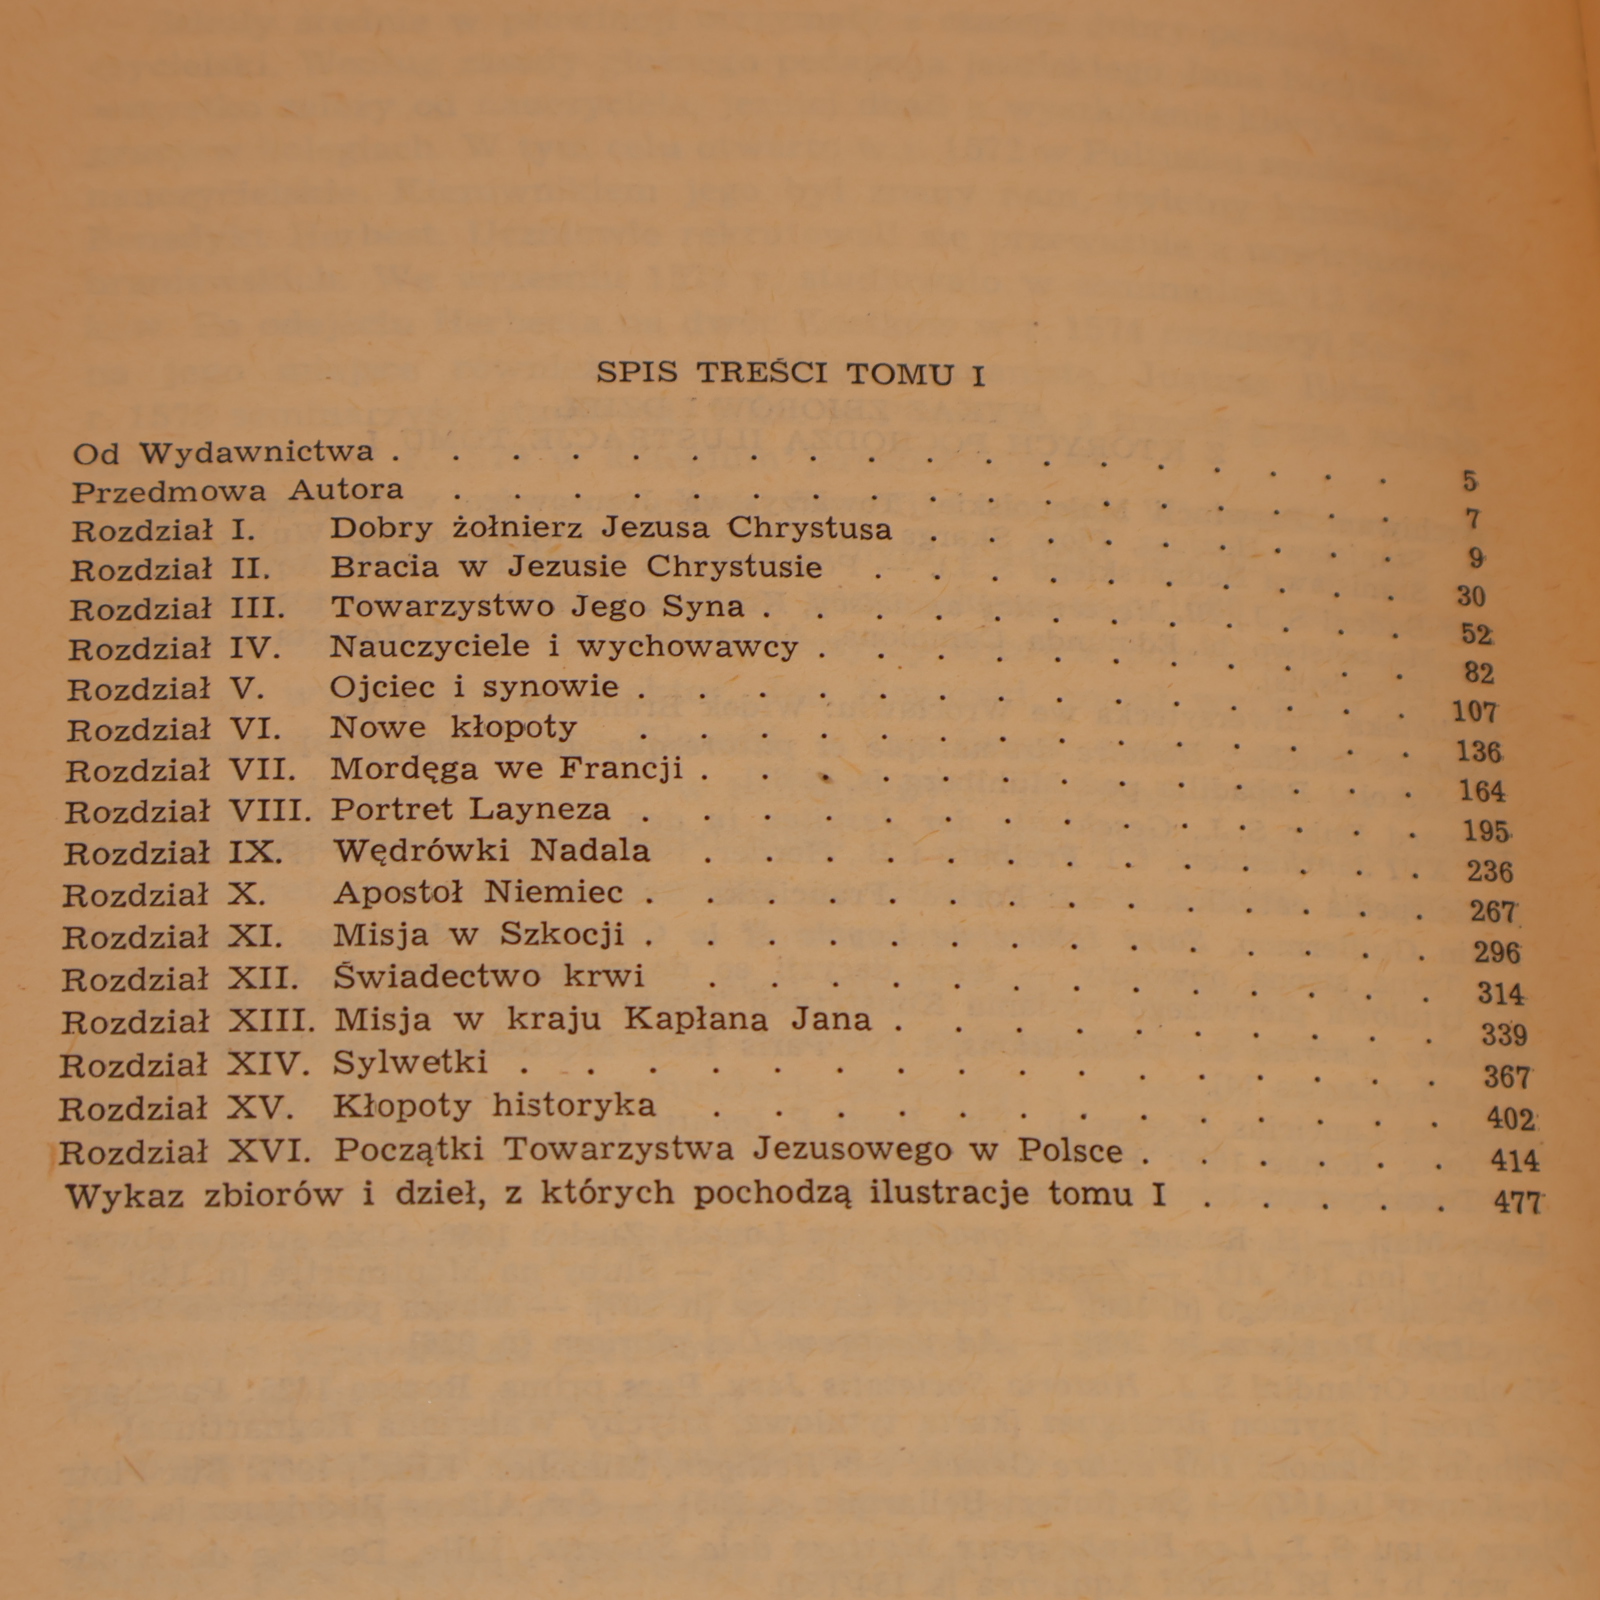 SPIS TREŚCI TOMU I
Od Wydawnictwa . . . . . . . . . . . . . . . . . . 5
Przedmowa Autora . . . . . . . . . . . . . . . . . 7
Rozdział I. Dobry żołnierz Jezusa Chrystusa . . . . . . . . . 9
Rozdział II. Bracia w Jezusie Chrystusie . . . . . . . . . . 30
Rozdział III. Towarzystwo Jego Syna . . . . . . . . . . . . 52
Rozdział IV. Nauczyciele i wychowawcy . . . . . . . . . . . 82
Rozdział V. Ojciec i synowie . . . . . . . . . . . . . . 107
Rozdział VI. Nowe kłopoty . . . . . . . . . . . . . . 136
Rozdział VII. Mordęga we Francji . . . . . . . . . . . . . 164
Rozdział VIII. Portret Layneza . . . . . . . . . . . . . . 195
Rozdział IX. Wędrówki Nadala . . . . . . . . . . . . . 236
Rozdział X. Apostoł Niemiec . . . . . . . . . . . . . . 267
Rozdział XI. Misja w Szkocji . . . . . . . . . . . . . . 296
Rozdział XII. Świadectwo krwi . . . . . . . . . . . . . 314
Rozdział XIII. Misja w kraju Kapłana Jana . . . . . . . . . . 339
Rozdział XIV. Sylwetki . . . . . . . . . . . . . . . . 367
Rozdział XV. Kłopoty historyka . . . . . . . . . . . . . 402
Rozdział XVI. Początki Towarzystwa Jezusowego w Polsce . . . . . . 414
Wykaz zbiorów i dzieł, z których pochodzą ilustracje tomu I . . . . . 477